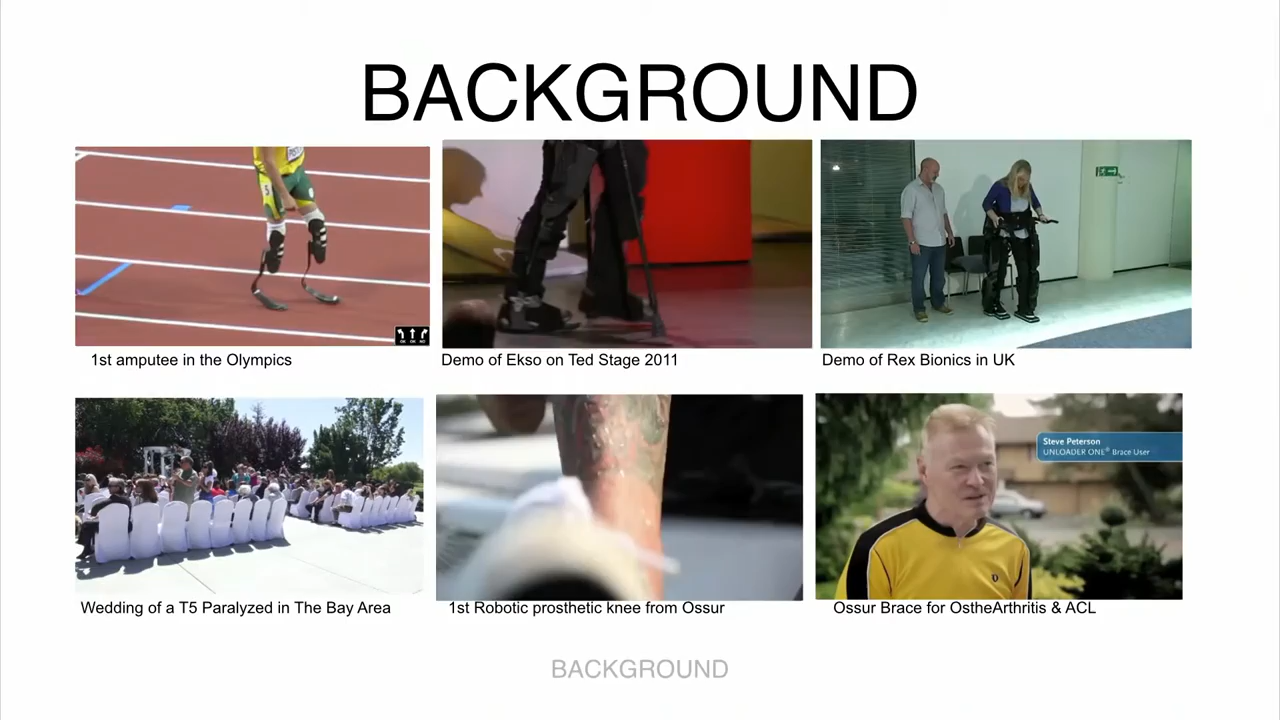 BACKGROUND
1st amputee in the Olympics
Demo of Ekso on Ted Stage 2011
Demo of Rex Bionics in UK
Steve Peterson
UNLOADER ONE® Brace User
Wedding of a T5 Paralyzed in The Bay Area
1st Robotic prosthetic knee from Ossur
Ossur Brace for OstheArthritis & ACL
BACKGROUND